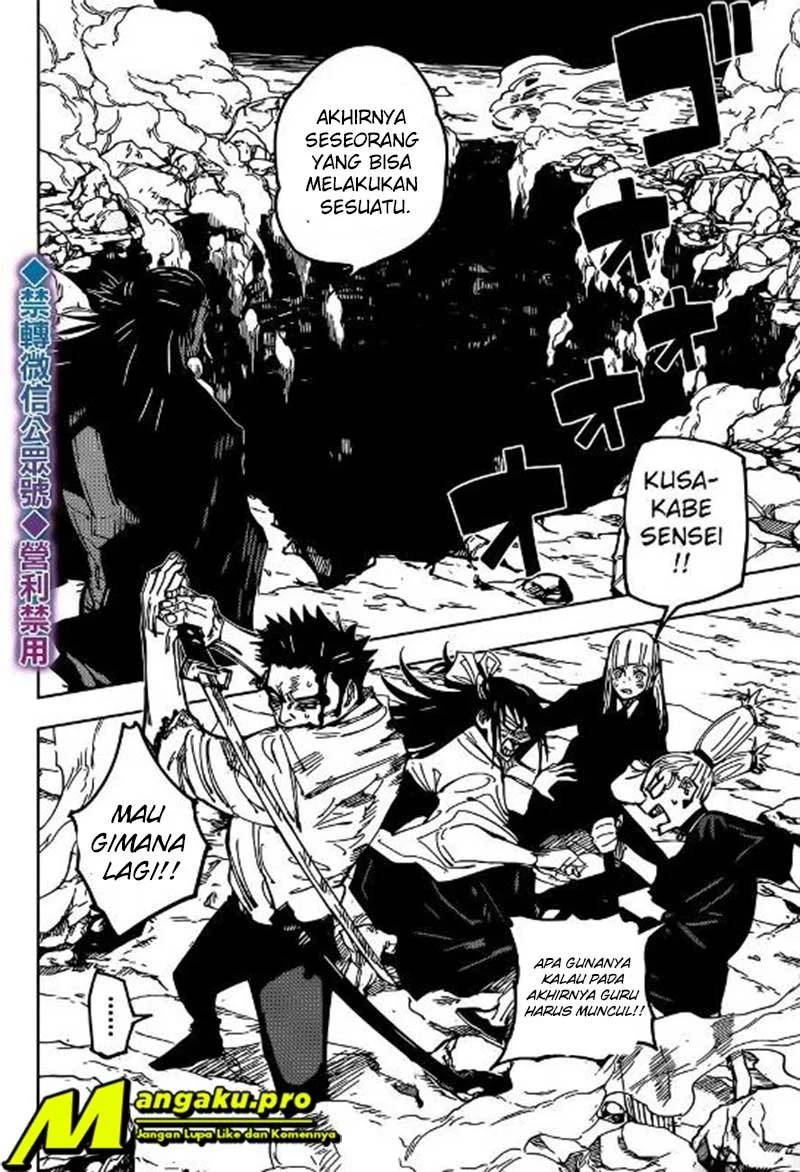 AKHIRNYA
SESEORANG
YANG BISA
MELAKUKAN
SESUATU.
ゴオオオオ
◆禁轉微信公眾號◆營利禁用
KUSA-
KABE
SENSEI
!!
MAU
GIMANA
LAGI!!
APA GUNANYA
KALAU PADA
AKHIRNYA GURU
HARUS MUNCUL!!
......
Mangaku.pro
Jangan Lupa Like dan Komennya